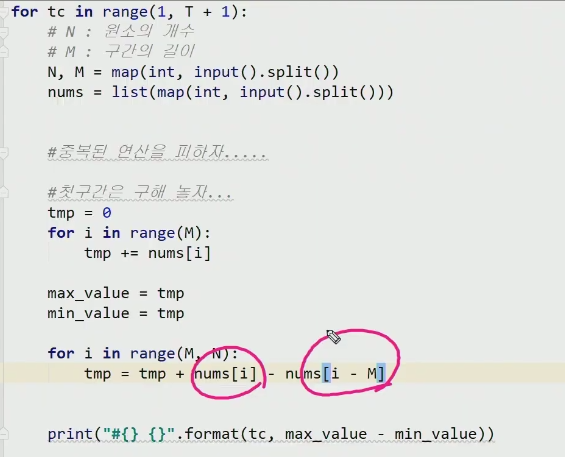 for tc in range(1, T + 1):
# N : 원소의 개수
# M : 구간의 길이
N, M = map(int, input().split())
nums = list(map(int, input().split()))
#중복된 연산을 피하자.....
#첫구간은 구해 놓자...
tmp = 0
for i in range(M):
tmp += nums[i]
max_value = tmp
min_value = tmp
for i in range(M, N):
tmp = tmp + nums[i] - nums[i - M]
print("#{} {}".format(tc, max_value - min_value))